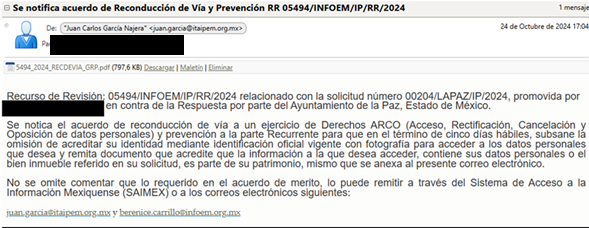 Se notifica acuerdo de Reconducción de Vía y Prevención RR 05494/INFOEM/IP/RR/2024
1 mensaje
De: "Juan Carlos García Najera" <juan.garcia@itaipem.org.mx>
24 de Octubre de 2024 17:04
Pa
5494_2024_RECDEVIA_GRP.pdf (797,6 KB) Descargar | Maletín | Eliminar
Recurso de Revisión: 05494/INFOEM/IP/RR/2024 relacionado con la solicitud número 00204/LAPAZ/IP/2024, promovida por
en contra de la Respuesta por parte del Ayuntamiento de la Paz, Estado de México.
Se notifica el acuerdo de reconducción de vía a un ejercicio de Derechos ARCO (Acceso, Rectificación, Cancelación y
Oposición de datos personales) y prevención a la parte Recurrente para que en el término de cinco días hábiles, subsane la
omisión de acreditar su identidad mediante identificación oficial vigente con fotografía para acceder a los datos personales
que desea y remita documento que acredite que la información a la que desea acceder, contiene sus datos personales o el
bien inmueble referido en su solicitud, es parte de su patrimonio, mismo que se anexa al presente correo electrónico.
No se omite comentar que lo requerido en el acuerdo de merito, lo puede remitir a través del Sistema de Acceso a la
Información Mexiquense (SAIMEX) o a los correos electrónicos siguientes:
juan.garcia@itaipem.org.mx y berenice.carrillo@infoem.org.mx